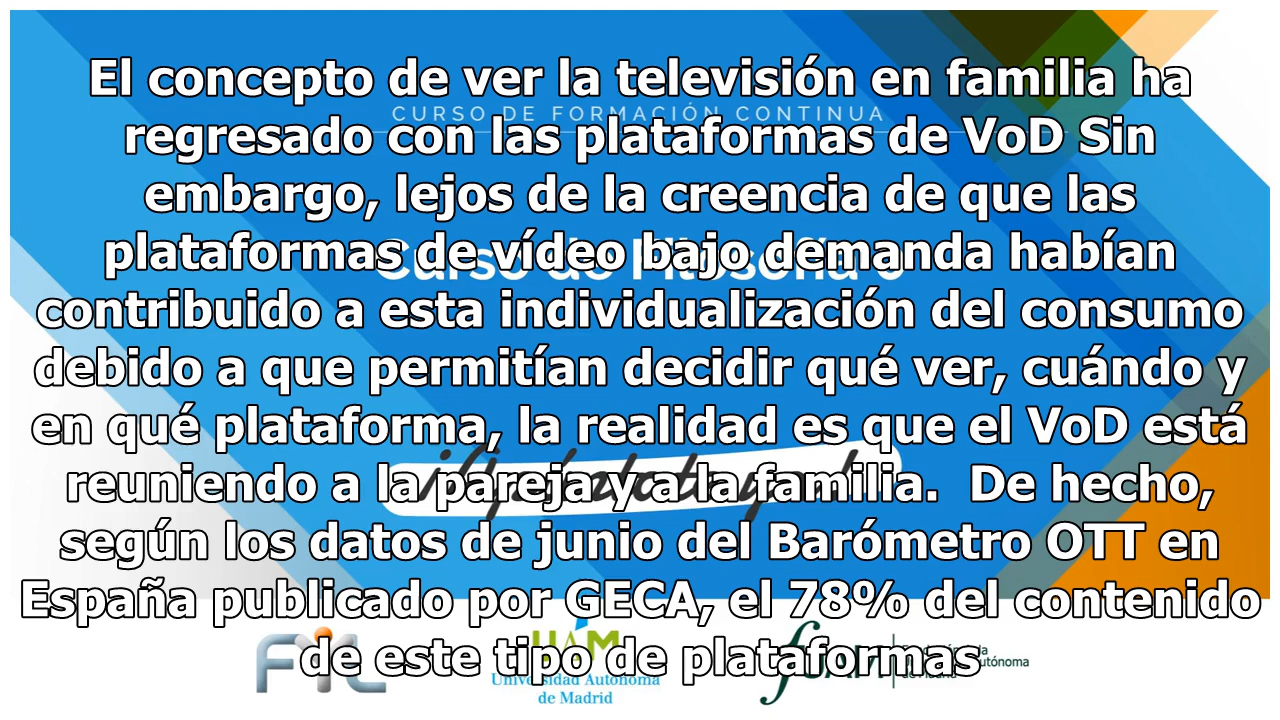 El concepto de ver la televisión en familia ha
CURSO DE FORMACIÓN CONTINUA
regresado con las plataformas de VoD Sin
embargo, lejos de la creencia de que las
plataformas de vídeo bajo demanda habían
Curso de Filosofía
contribuido a esta individualización del consumo
debido a que permitían decidir qué ver, cuándo y
en qué plataforma, la realidad es que el VoD está
reuniendo a la pareja y a la familia.  De hecho,
según los datos de junio del Barómetro OTT en
España publicado por GECA, el 78% del contenido
de este tipo de plataformas
UAM
Universidad Autónoma
de Madrid